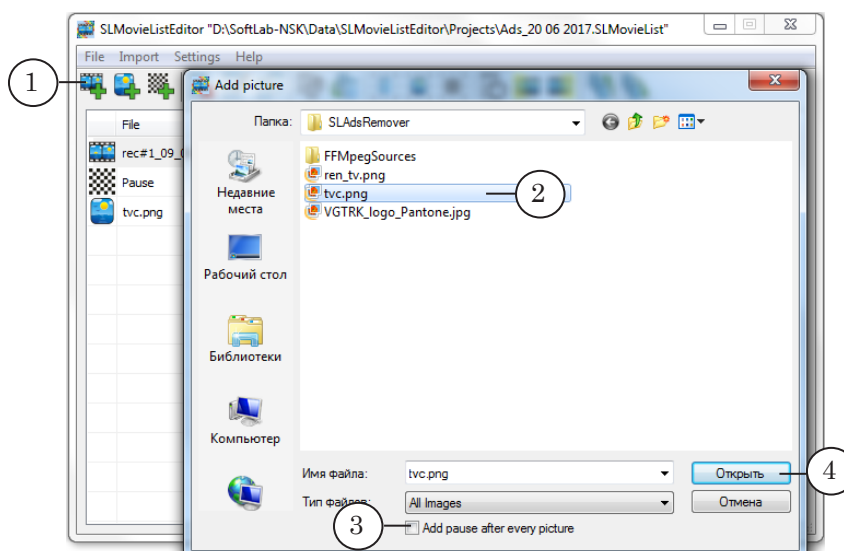 SLMovieListEditor "D:\SoftLab-NSK\Data\SLMovieListEditor\Projects\Ads_20 06 2017.SLMovieList"
File Import Settings Help
1
Add picture
File
rec#1_09_
Pause
tvc.png
Папка:
SLAdsRemover
Недавние места
Рабочий стол
Библиотеки
Компьютер
FFMpegSources
ren_tv.png
tvc.png
2
VGTRK_logo_Pantone.jpg
Имя файла:
tvc.png
Открыть
4
Тип файлов:
All Images
Отмена
3
Add pause after every picture